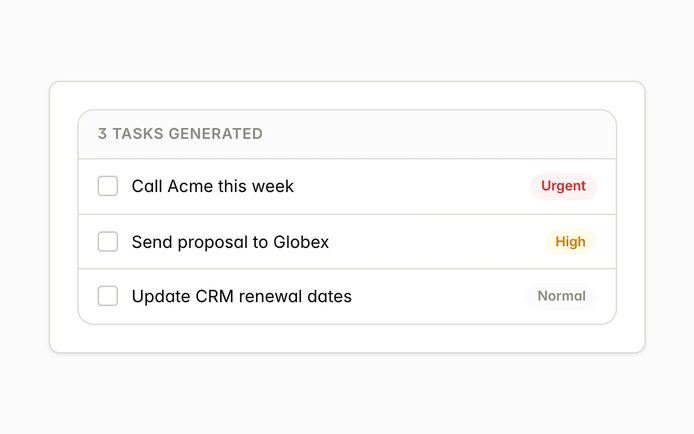 3 TASKS GENERATED
Call Acme this week
Urgent
Send proposal to Globex
High
Update CRM renewal dates
Normal